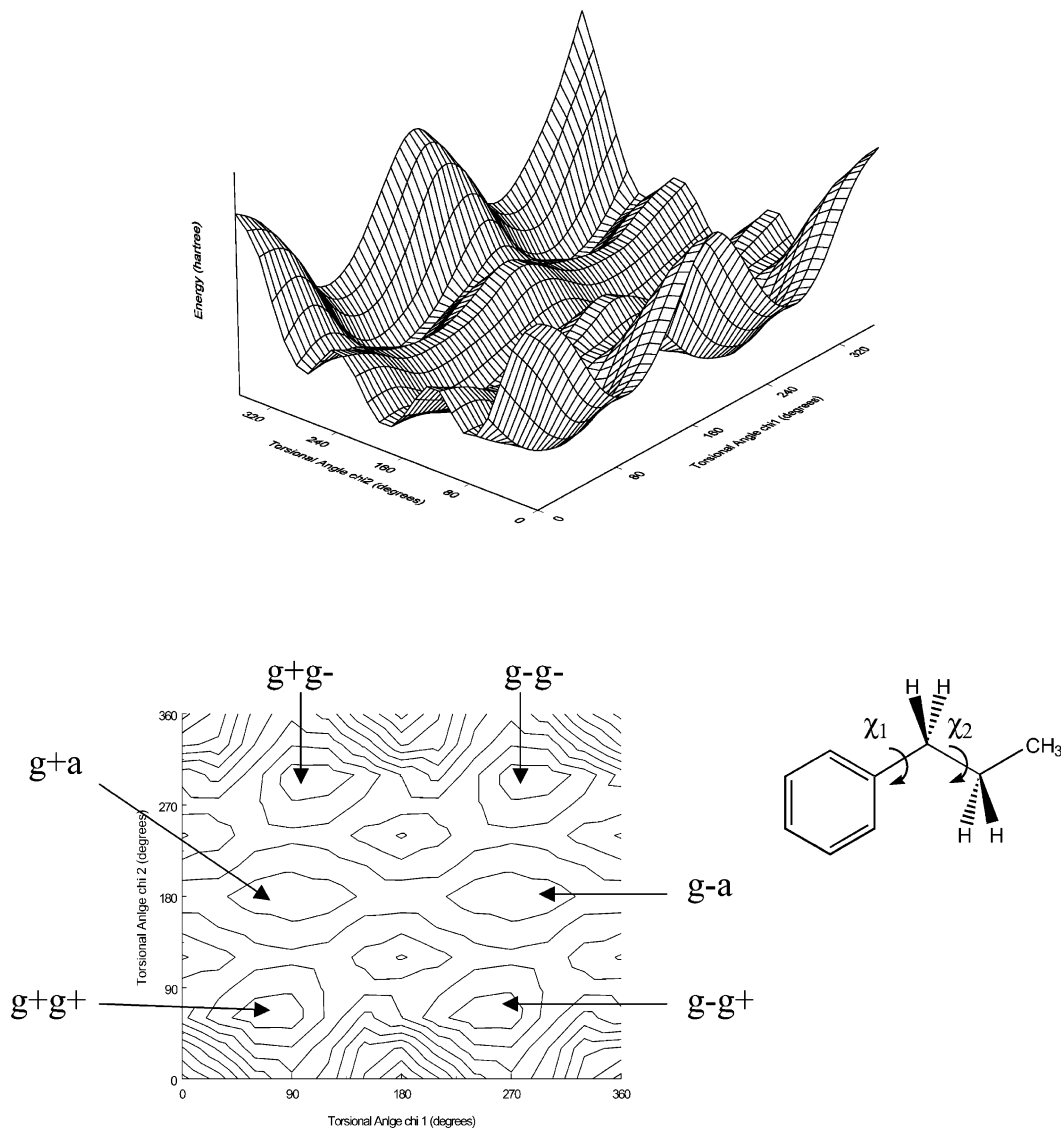 Energy (hartree)
320
240
160
80
0
Torsional Angle chi2 (degrees)
0
80
160
240
320
Torsional Angle chi1 (degrees)
g+g-
g-g-
g+a
g-a
g+g+
g-g+
360
270
180
90
0
Torsional Anlge chi 2 (degrees)
0
90
180
270
360
Torsional Anlge chi 1 (degrees)
H
H
χ1
χ2
CH3
H
H